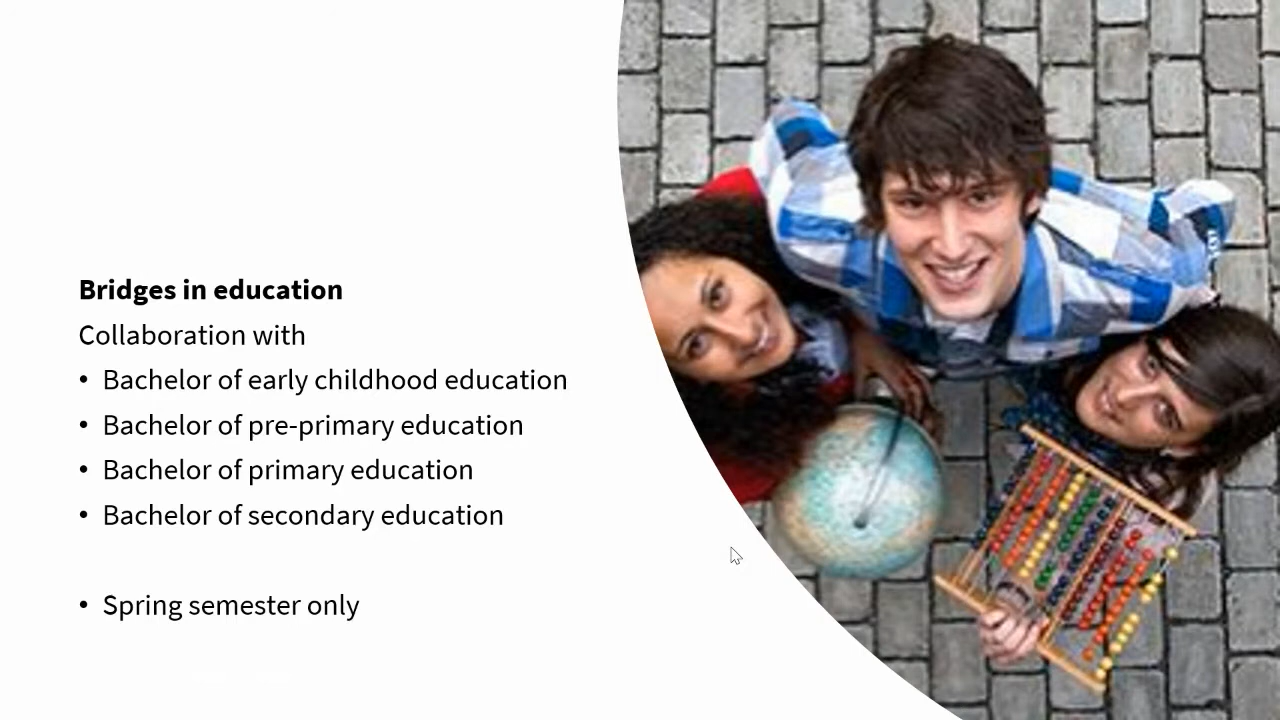 Bridges in education
Collaboration with
• Bachelor of early childhood education
• Bachelor of pre-primary education
• Bachelor of primary education
• Bachelor of secondary education
• Spring semester only